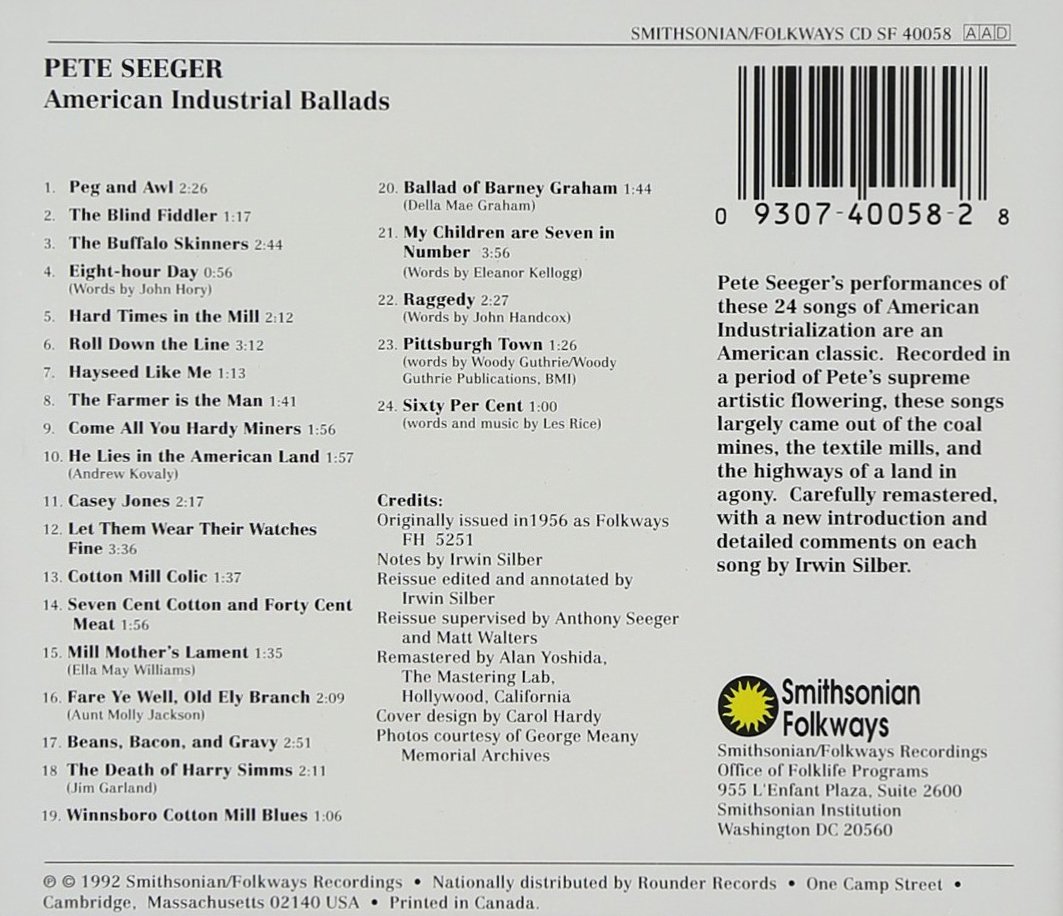 SMITHSONIAN/FOLKWAYS CD SF 40058 AAD
PETE SEEGER
American Industrial Ballads
1. Peg and Awl 2:26
2. The Blind Fiddler 1:17
3. The Buffalo Skinners 2:44
4. Eight-hour Day 0:56
(Words by John Hory)
5. Hard Times in the Mill 2:12
6. Roll Down the Line 3:12
7. Hayseed Like Me 1:13
8. The Farmer is the Man 1:41
9. Come All You Hardy Miners 1:56
10. He Lies in the American Land 1:57
(Andrew Kovaly)
11. Casey Jones 2:17
12. Let Them Wear Their Watches
Fine 3:36
13. Cotton Mill Colic 1:37
14. Seven Cent Cotton and Forty Cent
Meat 1:56
15. Mill Mother's Lament 1:35
(Ella May Williams)
16. Fare Ye Well, Old Ely Branch 2:09
(Aunt Molly Jackson)
17. Beans, Bacon, and Gravy 2:51
18 The Death of Harry Simms 2:11
(Jim Garland)
19. Winnsboro Cotton Mill Blues 1:06
20. Ballad of Barney Graham 1:44
(Della Mae Graham)
21. My Children are Seven in
Number 3:56
(Words by Eleanor Kellogg)
22. Raggedy 2:27
(Words by John Handcox)
23. Pittsburgh Town 1:26
(words by Woody Guthrie/Woody
Guthrie Publications, BMI)
24. Sixty Per Cent 1:00
(words and music by Les Rice)
Credits:
Originally issued in1956 as Folkways
FH 5251
Notes by Irwin Silber
Reissue edited and annotated by
Irwin Silber
Reissue supervised by Anthony Seeger
and Matt Walters
Remastered by Alan Yoshida,
The Mastering Lab,
Hollywood, California
Cover design by Carol Hardy
Photos courtesy of George Meany
Memorial Archives
0 9307-40058-2 8
Pete Seeger's performances of
these 24 songs of American
Industrialization are an
American classic. Recorded in
a period of Pete's supreme
artistic flowering, these songs
largely came out of the coal
mines, the textile mills, and
the highways of a land in
agony. Carefully remastered,
with a new introduction and
detailed comments on each
song by Irwin Silber.
Smithsonian
Folkways
Smithsonian/Folkways Recordings
Office of Folklife Programs
955 L'Enfant Plaza, Suite 2600
Smithsonian Institution
Washington DC 20560
℗ © 1992 Smithsonian/Folkways Recordings • Nationally distributed by Rounder Records • One Camp Street •
Cambridge, Massachusetts 02140 USA • Printed in Canada.